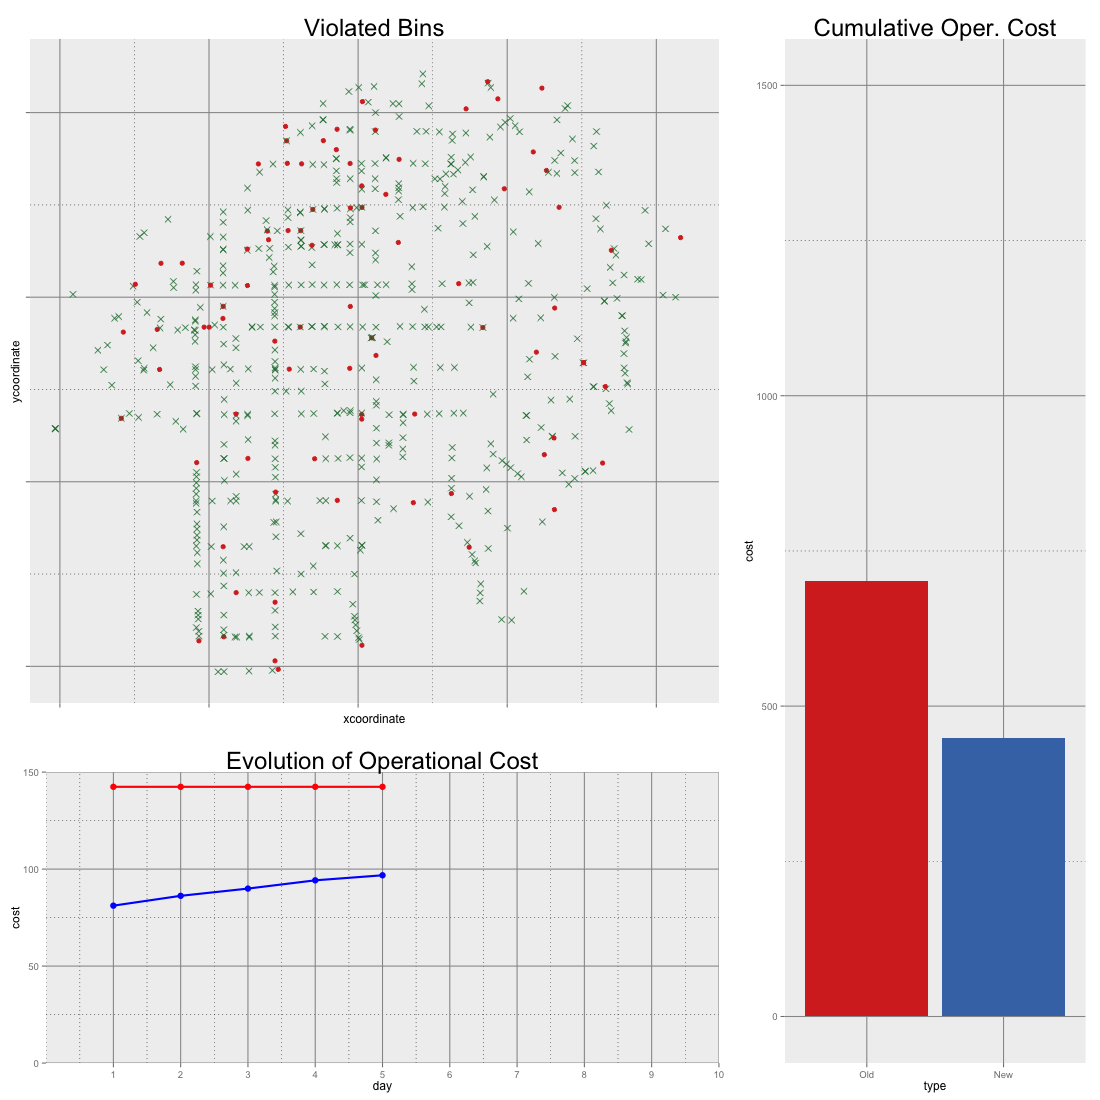 Violated Bins
ycoordinate
xcoordinate
Cumulative Oper. Cost
1500
1000
500
0
cost
Old
New
type
Evolution of Operational Cost
150
100
50
0
cost
1 2 3 4 5 6 7 8 9 10
day